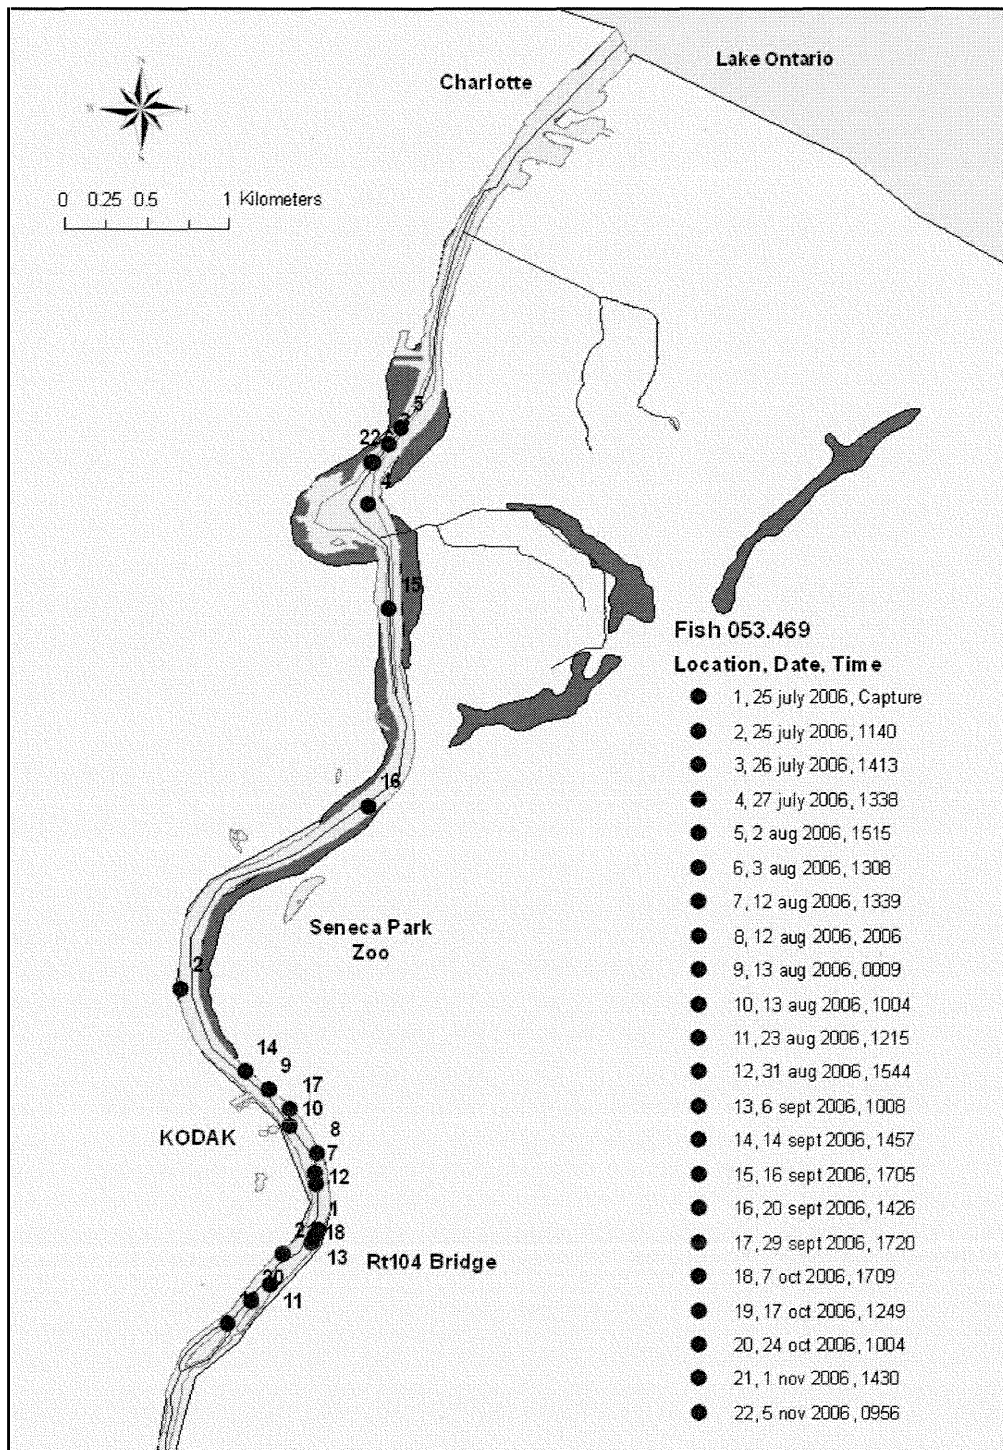 Lake Ontario
Charlotte
N
0 0.25 0.5 1 Kilometers
5
3
22
4
15
Fish 053.469
Location, Date, Time
1, 25 july 2006, Capture
2, 25 july 2006, 1140
3, 26 july 2006, 1413
4, 27 july 2006, 1338
5, 2 aug 2006, 1515
6, 3 aug 2006, 1308
7, 12 aug 2006, 1339
8, 12 aug 2006, 2006
9, 13 aug 2006, 0009
10, 13 aug 2006, 1004
11, 23 aug 2006, 1215
12, 31 aug 2006, 1544
13, 6 sept 2006, 1008
14, 14 sept 2006, 1457
15, 16 sept 2006, 1705
16, 20 sept 2006, 1426
17, 29 sept 2006, 1720
18, 7 oct 2006, 1709
19, 17 oct 2006, 1249
20, 24 oct 2006, 1004
21, 1 nov 2006, 1430
22, 5 nov 2006, 0956
16
Seneca Park
Zoo
2
14
9
17
10
KODAK
8
7
12
1
2
18
13
Rt104 Bridge
20
11